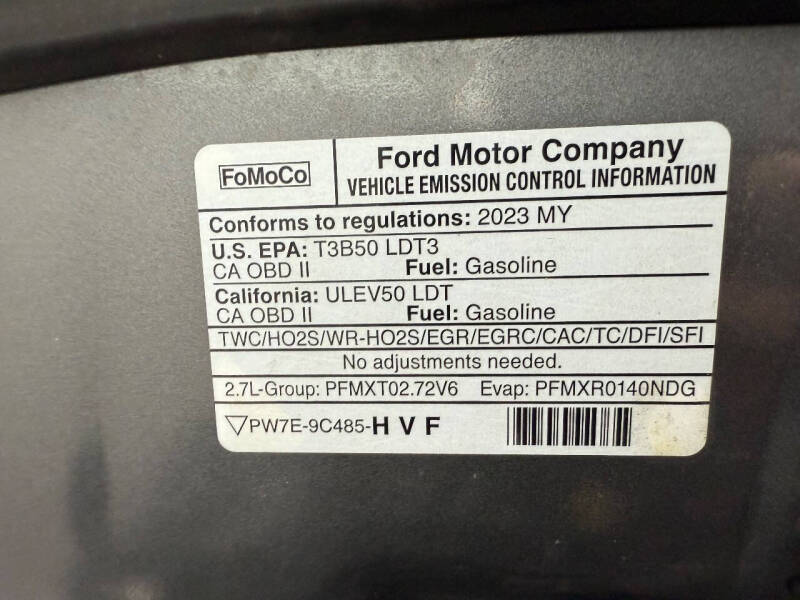 FoMoCo
Ford Motor Company
VEHICLE EMISSION CONTROL INFORMATION
Conforms to regulations: 2023 MY
U.S. EPA: T3B50 LDT3
CA OBD II Fuel: Gasoline
California: ULEV50 LDT
CA OBD II Fuel: Gasoline
TWC/HO2S/WR-HO2S/EGR/EGRC/CAC/TC/DFI/SFI
No adjustments needed.
2.7L-Group: PFMXT02.72V6 Evap: PFMXR0140NDG
▽PW7E-9C485-H V F